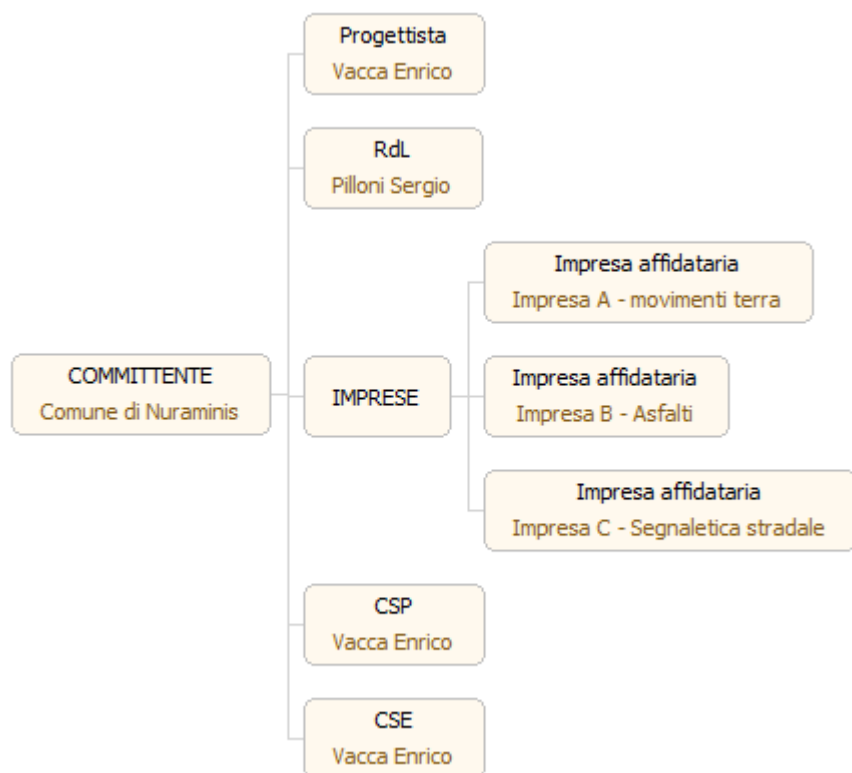 Progettista
Vacca Enrico
RdL
Pilloni Sergio
Impresa affidataria
Impresa A - movimenti terra
COMMITTENTE
Comune di Nuraminis
IMPRESE
Impresa affidataria
Impresa B - Asfalti
Impresa affidataria
Impresa C - Segnaletica stradale
CSP
Vacca Enrico
CSE
Vacca Enrico